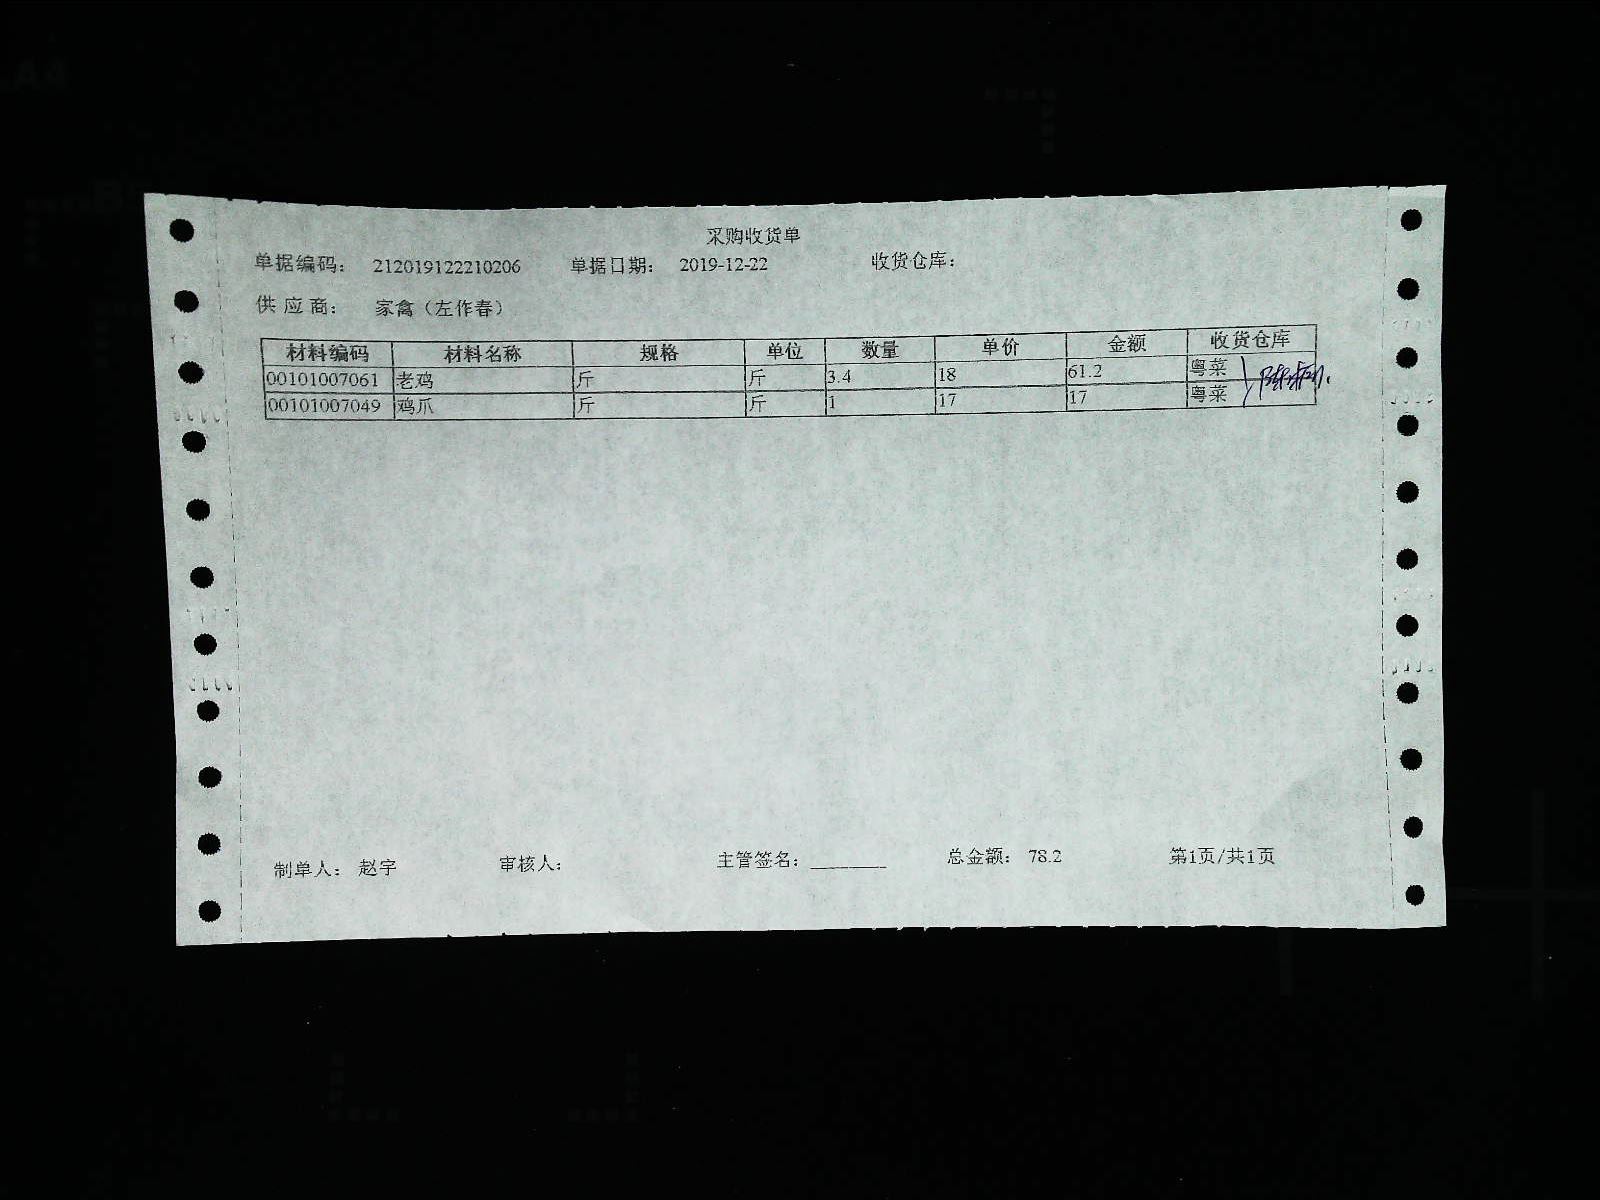 采购收货单
单据编码： 212019122210206 单据日期： 2019-12-22 收货仓库：
供 应 商： 家禽（左作春）
材料编码 材料名称 规格 单位 数量 单价 金额 收货仓库
00101007061 老鸡 斤 斤 3.4 18 61.2 粤菜
00101007049 鸡爪 斤 斤 1 17 17 粤菜
制单人： 赵宇 审核人： 主管签名： 总金额： 78.2 第1页/共1页